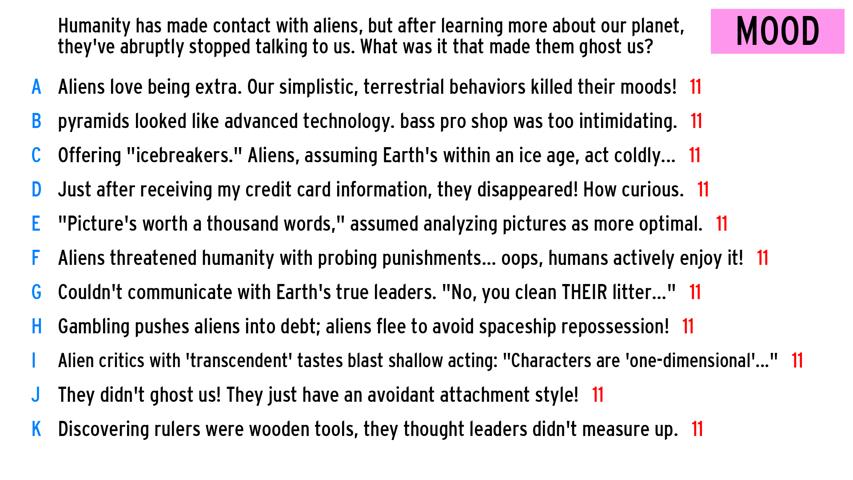 Humanity has made contact with aliens, but after learning more about our planet,
they've abruptly stopped talking to us. What was it that made them ghost us?
MOOD
A Aliens love being extra. Our simplistic, terrestrial behaviors killed their moods! 11
B pyramids looked like advanced technology. bass pro shop was too intimidating. 11
C Offering "icebreakers." Aliens, assuming Earth's within an ice age, act coldly... 11
D Just after receiving my credit card information, they disappeared! How curious. 11
E "Picture's worth a thousand words," assumed analyzing pictures as more optimal. 11
F Aliens threatened humanity with probing punishments... oops, humans actively enjoy it! 11
G Couldn't communicate with Earth's true leaders. "No, you clean THEIR litter..." 11
H Gambling pushes aliens into debt; aliens flee to avoid spaceship repossession! 11
I Alien critics with 'transcendent' tastes blast shallow acting: "Characters are 'one-dimensional'..." 11
J They didn't ghost us! They just have an avoidant attachment style! 11
K Discovering rulers were wooden tools, they thought leaders didn't measure up. 11